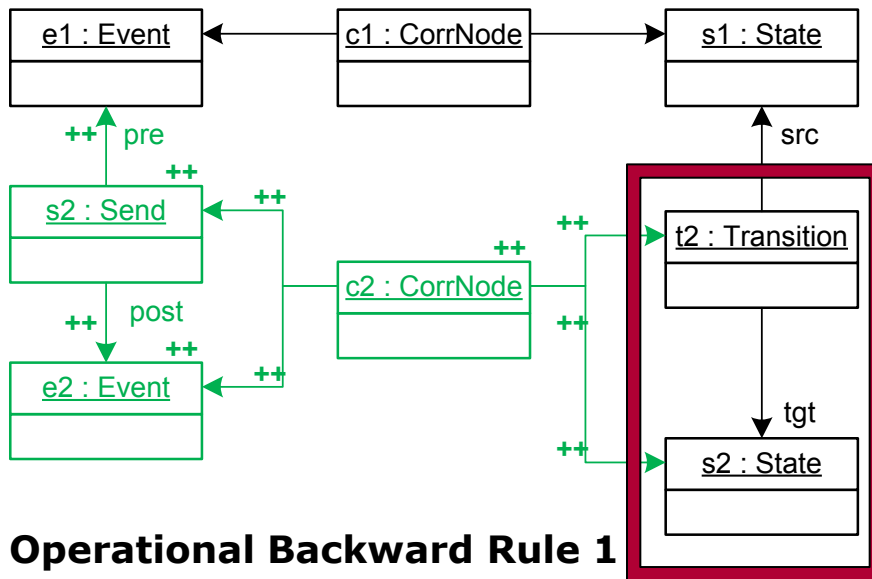 e1 : Event
c1 : CorrNode
s1 : State
++ pre
src
++
s2 : Send
++
++
t2 : Transition
++
c2 : CorrNode
++ post
++
++
e2 : Event
++
tgt
++
s2 : State
Operational Backward Rule 1